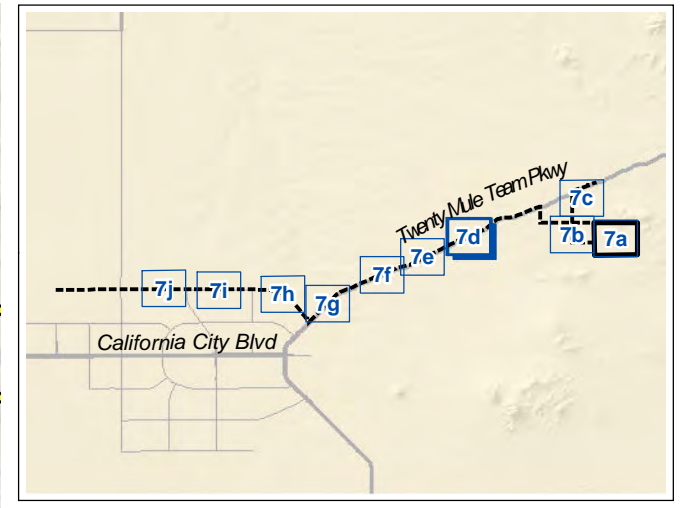 Twenty Mule Team Pkwy
7c
7d
7b
7a
7e
7f
7j
7i
7h
7g
California City Blvd